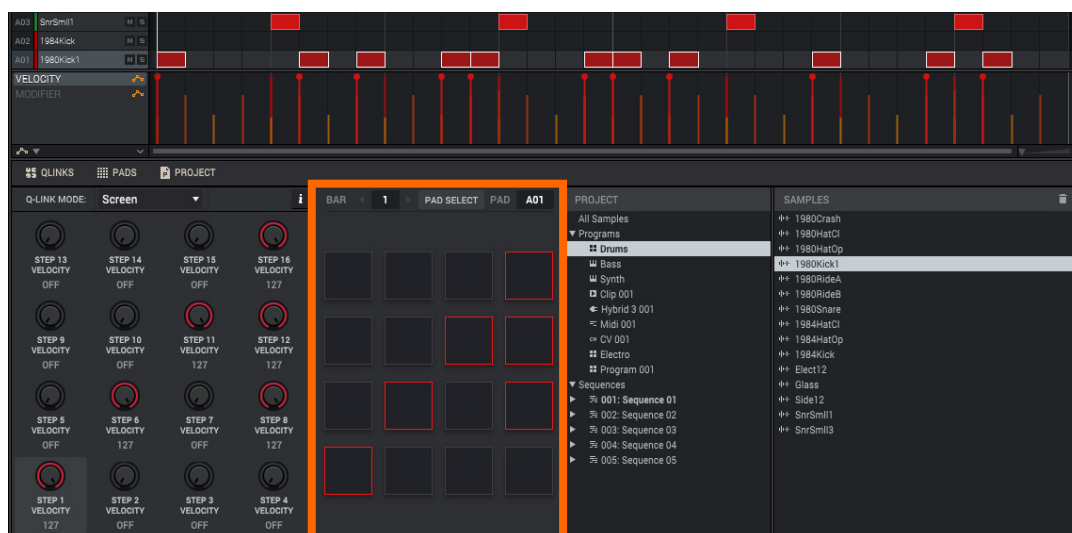 A03 SnrSmll1 M S
A02 1984Kick M S
A01 1980Kick1 M S
VELOCITY
MODIFIER
QLINKS PADS PROJECT
Q-LINK MODE: Screen i
STEP 13 STEP 14 STEP 15 STEP 16
VELOCITY VELOCITY VELOCITY VELOCITY
OFF OFF OFF 127
STEP 9 STEP 10 STEP 11 STEP 12
VELOCITY VELOCITY VELOCITY VELOCITY
OFF OFF 127 127
STEP 5 STEP 6 STEP 7 STEP 8
VELOCITY VELOCITY VELOCITY VELOCITY
OFF 127 OFF 127
STEP 1 STEP 2 STEP 3 STEP 4
VELOCITY VELOCITY VELOCITY VELOCITY
127 OFF OFF OFF
BAR 1 PAD SELECT PAD A01
PROJECT
All Samples
Programs
Drums
Bass
Synth
Clip 001
Hybrid 3 001
Midi 001
CV CV 001
Electro
Program 001
Sequences
001: Sequence 01
002: Sequence 02
003: Sequence 03
004: Sequence 04
005: Sequence 05
SAMPLES
1980Crash
1980HatCl
1980HatOp
1980Kick1
1980RideA
1980RideB
1980Snare
1984HatCl
1984HatOp
1984Kick
Elect12
Glass
Side12
SnrSmll1
SnrSmll3